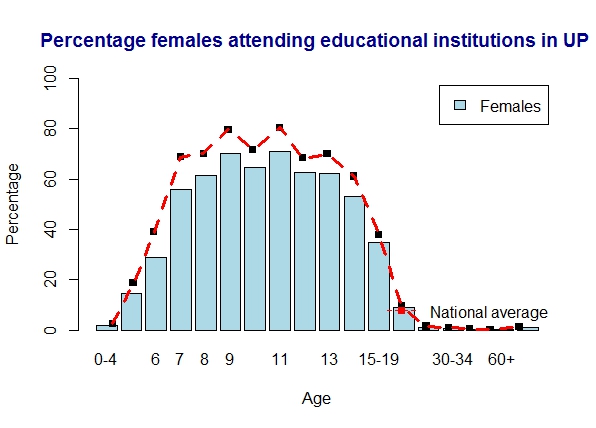 Percentage females attending educational institutions in UP
100
80
60
40
20
0
Percentage
Females
National average
0-4 6 7 8 9 11 13 15-19 30-34 60+
Age